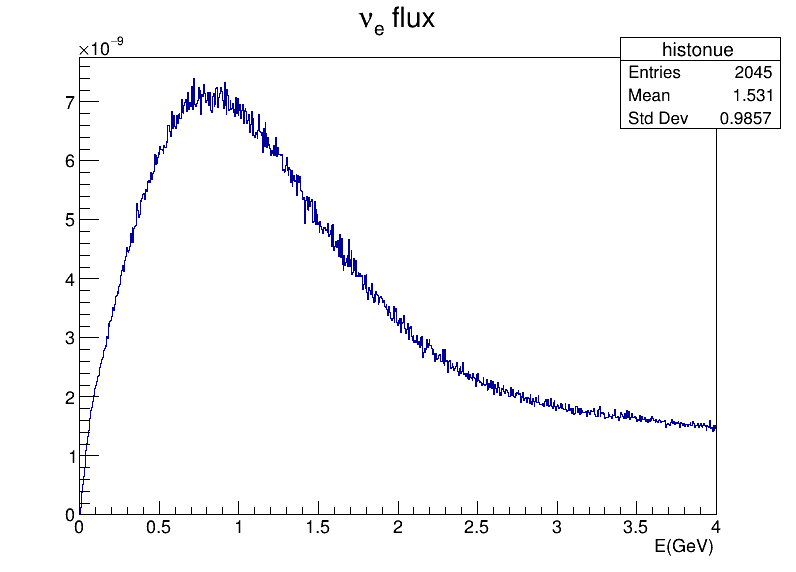 νe flux
×10−9
histonue
Entries 2045
Mean 1.531
Std Dev 0.9857
7
6
5
4
3
2
1
0
0 0.5 1 1.5 2 2.5 3 3.5 4
E(GeV)